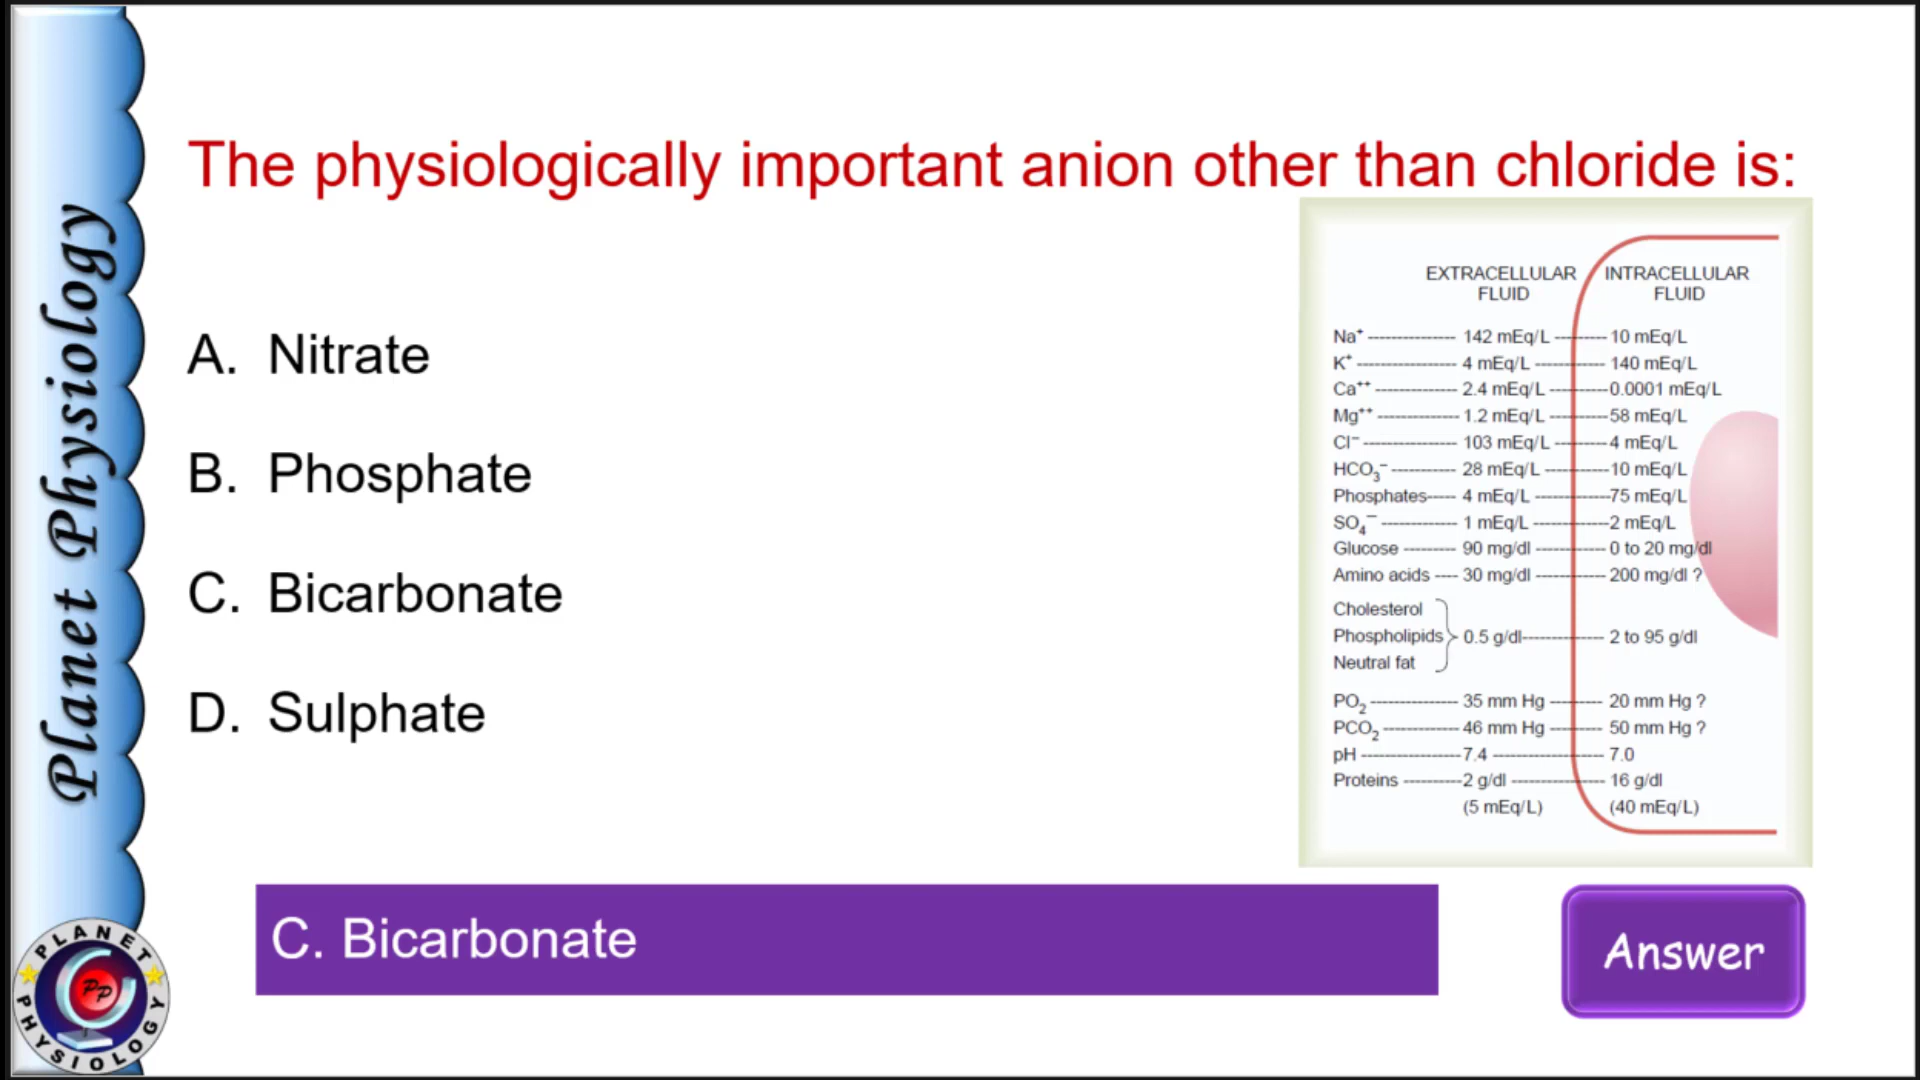 Planet Physiology
The physiologically important anion other than chloride is:
A. Nitrate
B. Phosphate
C. Bicarbonate
D. Sulphate
EXTRACELLULAR FLUID INTRACELLULAR FLUID
Na⁺ 142 mEq/L 10 mEq/L
K⁺ 4 mEq/L 140 mEq/L
Ca⁺⁺ 2.4 mEq/L 0.0001 mEq/L
Mg⁺⁺ 1.2 mEq/L 58 mEq/L
Cl⁻ 103 mEq/L 4 mEq/L
HCO₃⁻ 28 mEq/L 10 mEq/L
Phosphates 4 mEq/L 75 mEq/L
SO₄⁻ 1 mEq/L 2 mEq/L
Glucose 90 mg/dl 0 to 20 mg/dl
Amino acids 30 mg/dl 200 mg/dl ?
Cholesterol
Phospholipids 0.5 g/dl 2 to 95 g/dl
Neutral fat
PO₂ 35 mm Hg 20 mm Hg ?
PCO₂ 46 mm Hg 50 mm Hg ?
pH 7.4 7.0
Proteins 2 g/dl 16 g/dl
(5 mEq/L) (40 mEq/L)
C. Bicarbonate
Answer
PLANET
PP
PHYSIOLOGY